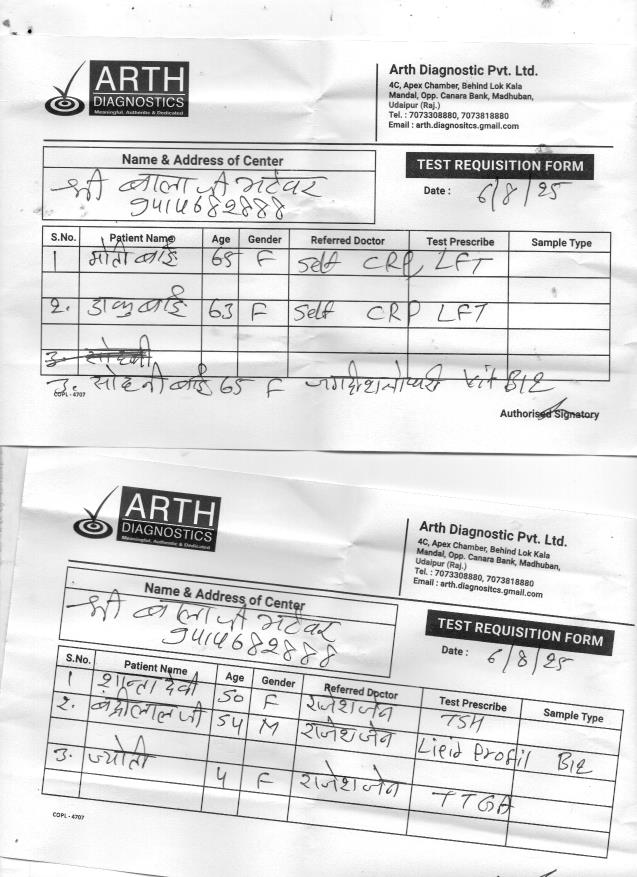 ARTH
DIAGNOSTICS
Meaningful, Authentic & Dedicated
Arth Diagnostic Pvt. Ltd.
4C, Apex Chamber, Behind Lok Kala
Mandal, Opp. Canara Bank, Madhuban,
Udaipur (Raj.)
Tel. : 7073308880, 7073818880
Email : arth.diagnositcs.gmail.com
Name & Address of Center
श्री बालाजी भटेवर
9414682888
TEST REQUISITION FORM
Date : 6/8/25
S.No. Patient Name Age Gender Referred Doctor Test Prescribe Sample Type
1 मोती बाई 65 F Self CRP, LFT
2. डाकु बाई 63 F Self CRP LFT
3. सोहनी
3. सोहनी बाई 65 F जगदीश Vit B12
COPL - 4707
Authorised Signatory
ARTH
DIAGNOSTICS
Meaningful, Authentic & Dedicated
Arth Diagnostic Pvt. Ltd.
4C, Apex Chamber, Behind Lok Kala
Mandal, Opp. Canara Bank, Madhuban,
Udaipur (Raj.)
Tel. : 7073308880, 7073818880
Email : arth.diagnositcs.gmail.com
Name & Address of Center
श्री बालाजी भटेवर
9414682888
TEST REQUISITION FORM
Date : 6/8/25
S.No. Patient Name Age Gender Referred Doctor Test Prescribe Sample Type
1 शान्ता देवी 50 F राजेश जैन TSH
2. बंशीलाल जी 54 M राजेश जैन Lipid Profil B12
3. ज्योती 4 F राजेश जैन TTGA
COPL - 4707